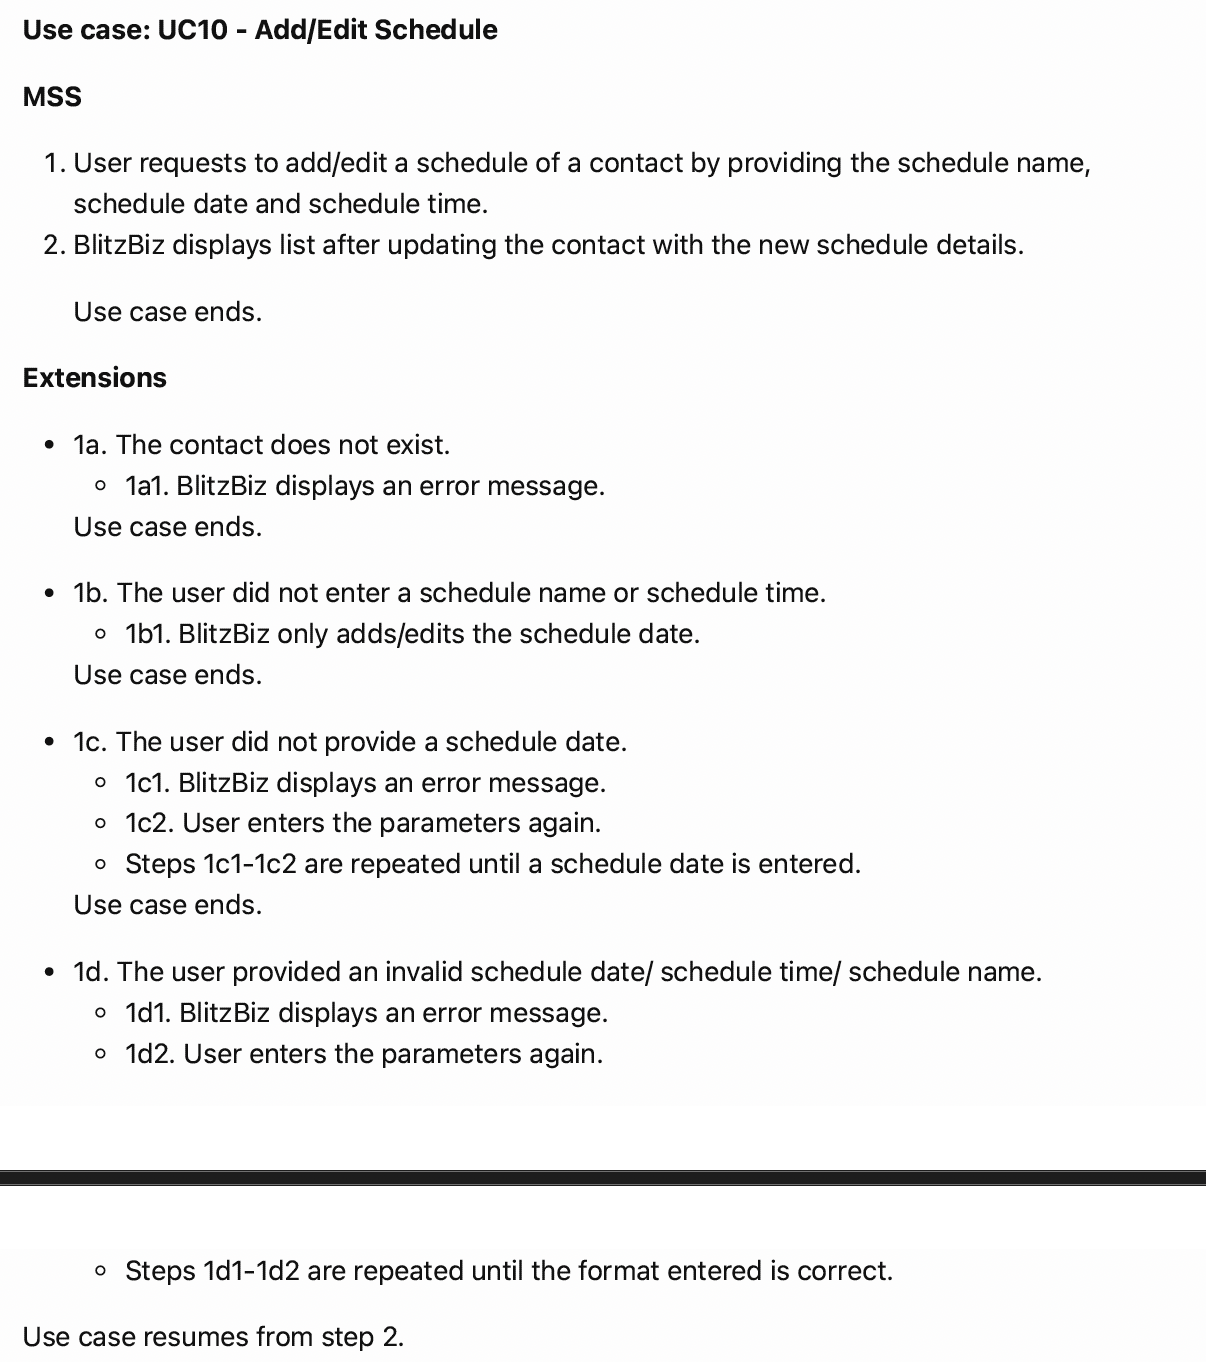 Use case: UC10 - Add/Edit Schedule
MSS
1. User requests to add/edit a schedule of a contact by providing the schedule name,
schedule date and schedule time.
2. BlitzBiz displays list after updating the contact with the new schedule details.
Use case ends.
Extensions
• 1a. The contact does not exist.
◦ 1a1. BlitzBiz displays an error message.
Use case ends.
• 1b. The user did not enter a schedule name or schedule time.
◦ 1b1. BlitzBiz only adds/edits the schedule date.
Use case ends.
• 1c. The user did not provide a schedule date.
◦ 1c1. BlitzBiz displays an error message.
◦ 1c2. User enters the parameters again.
◦ Steps 1c1-1c2 are repeated until a schedule date is entered.
Use case ends.
• 1d. The user provided an invalid schedule date/ schedule time/ schedule name.
◦ 1d1. BlitzBiz displays an error message.
◦ 1d2. User enters the parameters again.
◦ Steps 1d1-1d2 are repeated until the format entered is correct.
Use case resumes from step 2.